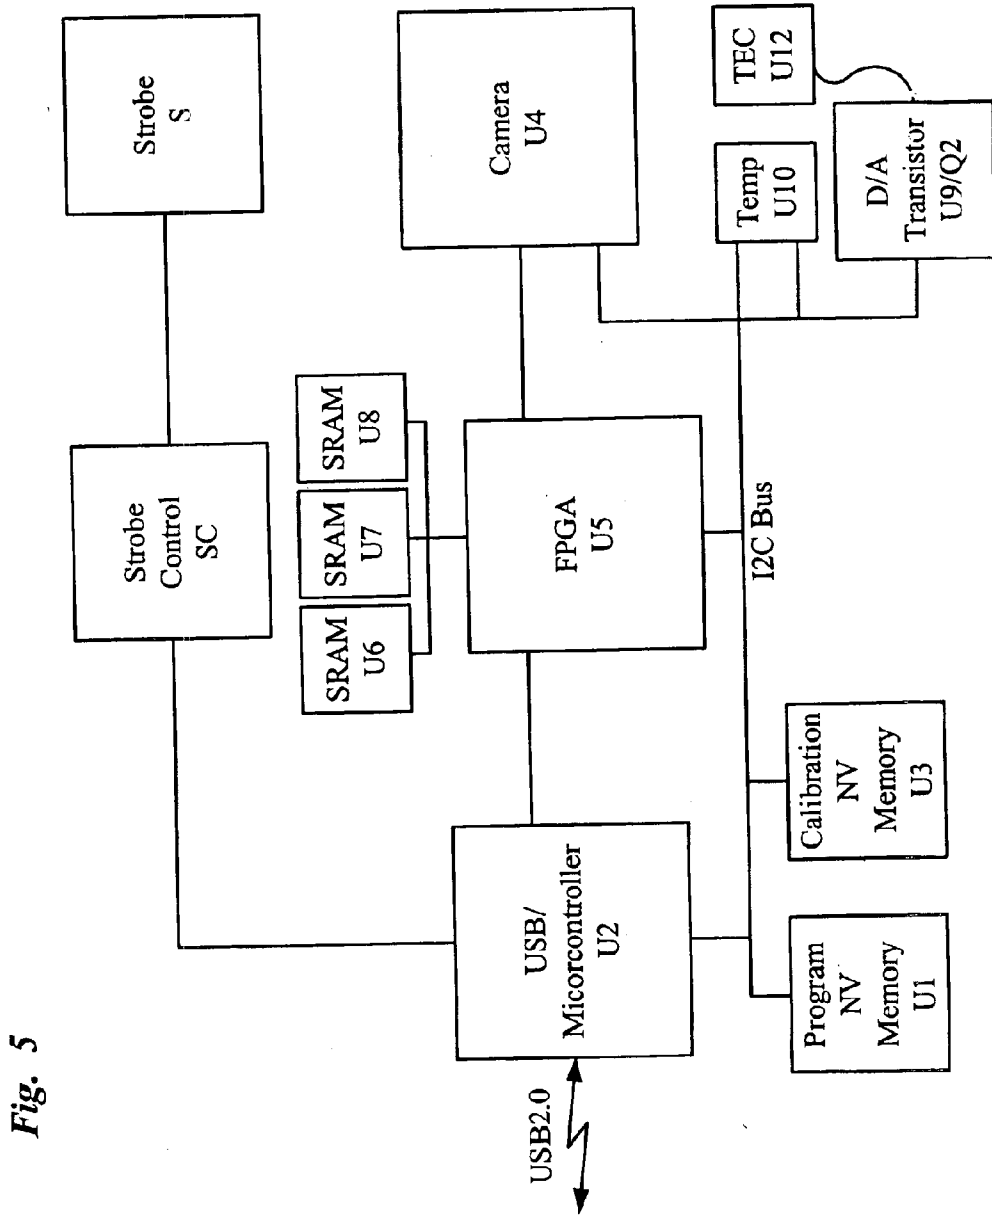 Fig. 5
Strobe
Control
SC
Strobe
S
SRAM
U6
SRAM
U7
SRAM
U8
USB2.0
USB/
Micorcontroller
U2
FPGA
U5
Camera
U4
I2C Bus
Program
NV
Memory
U1
Calibration
NV
Memory
U3
Temp
U10
TEC
U12
D/A
Transistor
U9/Q2